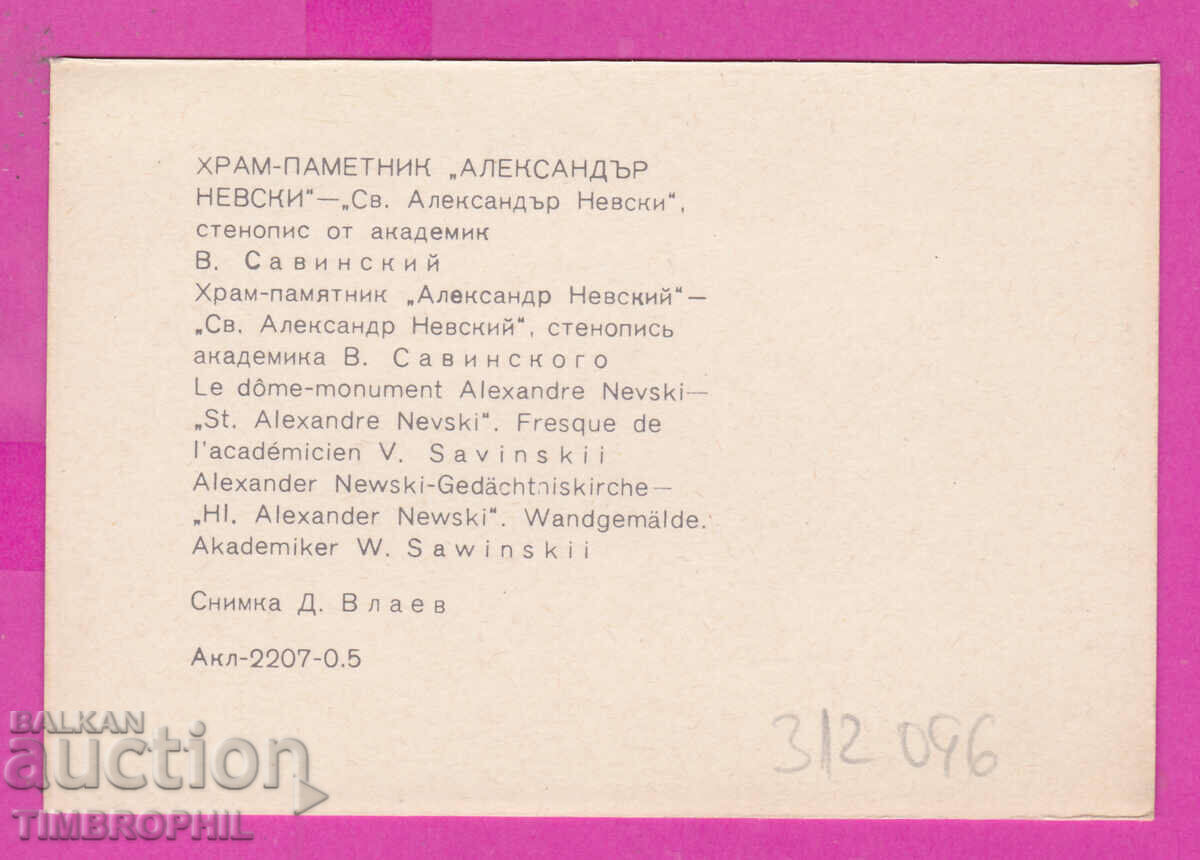 ХРАМ-ПАМЕТНИК „АЛЕКСАНДЪР
НЕВСКИ“—„Св. Александър Невски“,
стенопис от академик
В. Савинский
Храм-памятник „Александр Невский“—
„Св. Александр Невский“, стенопись
академика В. Савинского
Le dôme-monument Alexandre Nevski—
„St. Alexandre Nevski“. Fresque de
l'académicien V. Savinskii
Alexander Newski-Gedächtniskirche—
„Hl. Alexander Newski“. Wandgemälde.
Akademiker W. Sawinskii
Снимка Д. Влаев
Акл-2207-0.5
312 096
BALKAN
auction
TIMBROPHIL